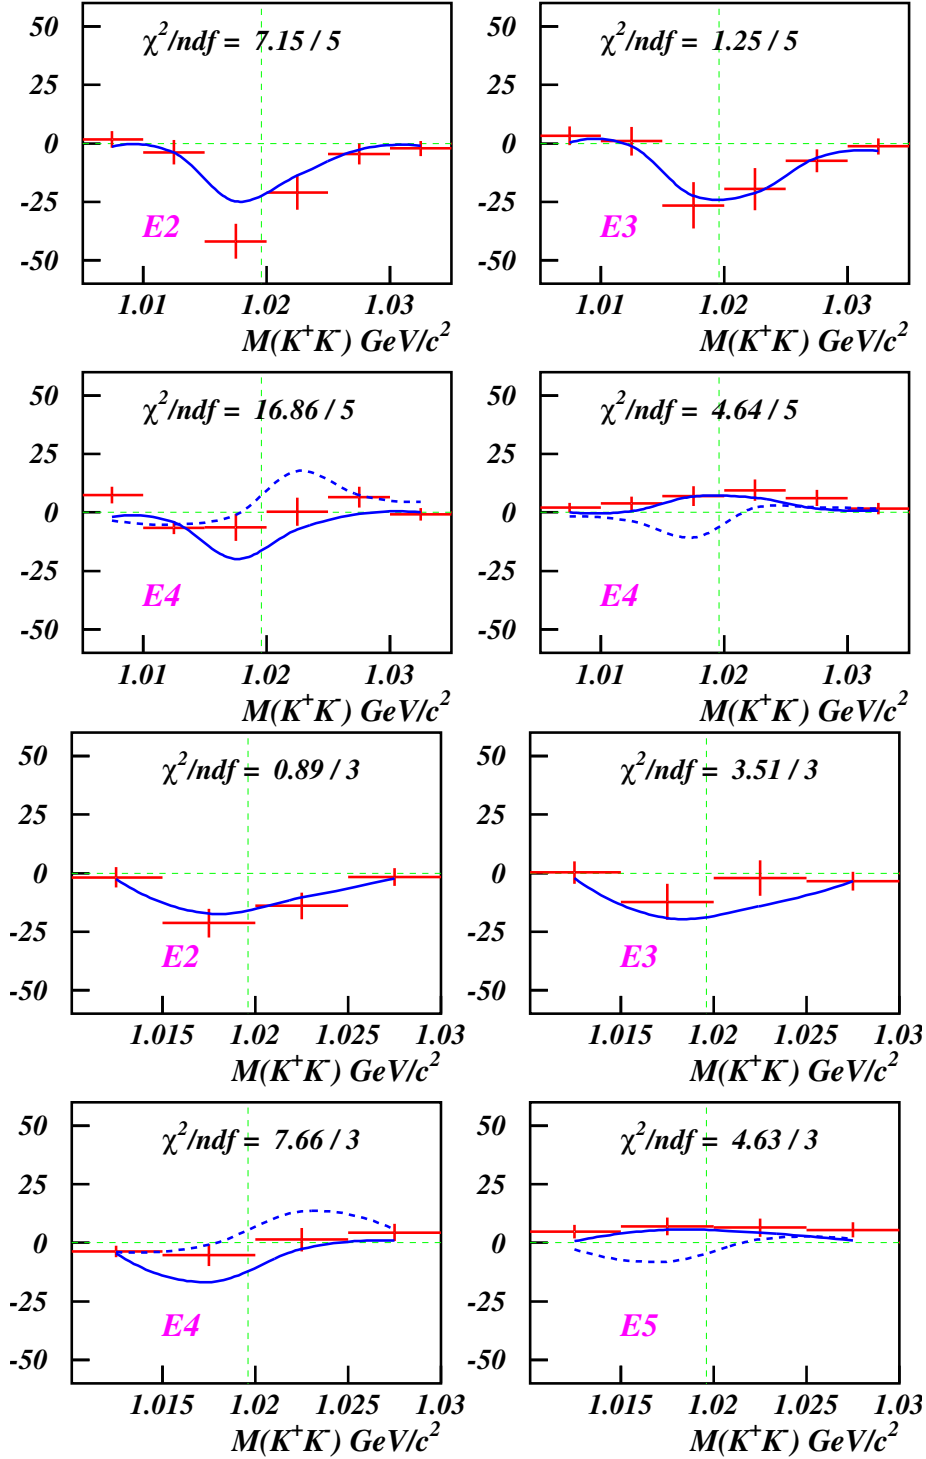 χ²/ndf = 7.15 / 5
50
25
0
-25
-50
E2
1.01 1.02 1.03
M(K⁺K⁻) GeV/c²
χ²/ndf = 1.25 / 5
50
25
0
-25
-50
E3
1.01 1.02 1.03
M(K⁺K⁻) GeV/c²
χ²/ndf = 16.86 / 5
50
25
0
-25
-50
E4
1.01 1.02 1.03
M(K⁺K⁻) GeV/c²
χ²/ndf = 4.64 / 5
50
25
0
-25
-50
E4
1.01 1.02 1.03
M(K⁺K⁻) GeV/c²
χ²/ndf = 0.89 / 3
50
25
0
-25
-50
E2
1.015 1.02 1.025 1.03
M(K⁺K⁻) GeV/c²
χ²/ndf = 3.51 / 3
50
25
0
-25
-50
E3
1.015 1.02 1.025 1.03
M(K⁺K⁻) GeV/c²
χ²/ndf = 7.66 / 3
50
25
0
-25
-50
E4
1.015 1.02 1.025 1.03
M(K⁺K⁻) GeV/c²
χ²/ndf = 4.63 / 3
50
25
0
-25
-50
E5
1.015 1.02 1.025 1.03
M(K⁺K⁻) GeV/c²